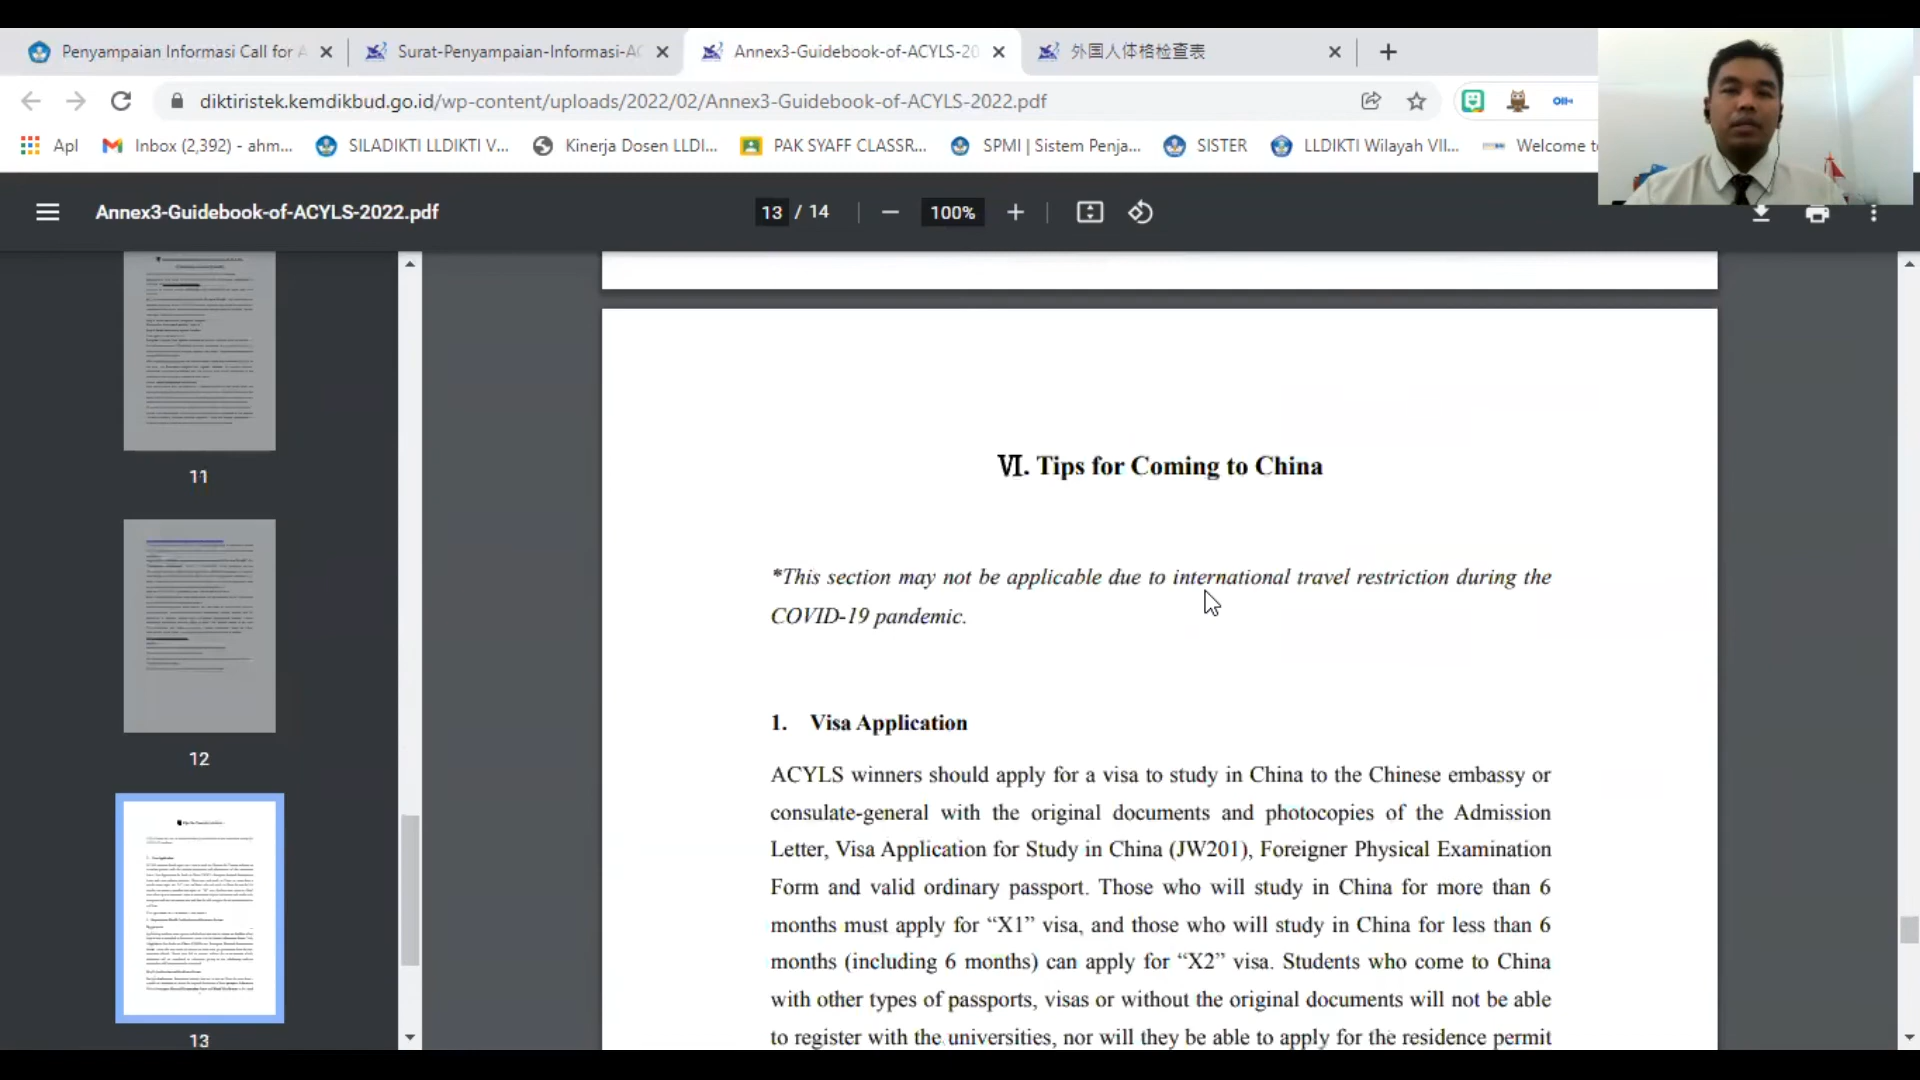 Penyampaian Informasi Call for A
Surat-Penyampaian-Informasi-AC
Annex3-Guidebook-of-ACYLS-20
外国人体格检查表
diktiristek.kemdikbud.go.id/wp-content/uploads/2022/02/Annex3-Guidebook-of-ACYLS-2022.pdf
Apl
Inbox (2,392) - ahm...
SILADIKTI LLDIKTI V...
Kinerja Dosen LLDI...
PAK SYAFF CLASSR...
SPMI | Sistem Penja...
SISTER
LLDIKTI Wilayah VII...
Welcome to
Annex3-Guidebook-of-ACYLS-2022.pdf
13 / 14
100%
11
12
13
Ⅵ. Tips for Coming to China
*This section may not be applicable due to international travel restriction during the
COVID-19 pandemic.
1. Visa Application
ACYLS winners should apply for a visa to study in China to the Chinese embassy or
consulate-general with the original documents and photocopies of the Admission
Letter, Visa Application for Study in China (JW201), Foreigner Physical Examination
Form and valid ordinary passport. Those who will study in China for more than 6
months must apply for “X1” visa, and those who will study in China for less than 6
months (including 6 months) can apply for “X2” visa. Students who come to China
with other types of passports, visas or without the original documents will not be able
to register with the universities, nor will they be able to apply for the residence permit